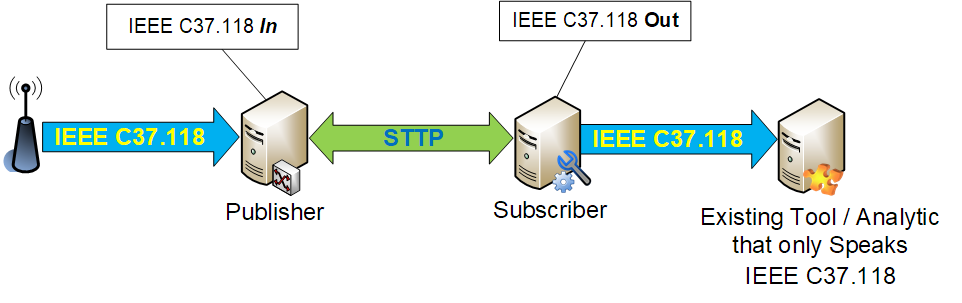 IEEE C37.118 In
IEEE C37.118 Out
IEEE C37.118
STTP
IEEE C37.118
Publisher
Subscriber
Existing Tool / Analytic
that only Speaks
IEEE C37.118